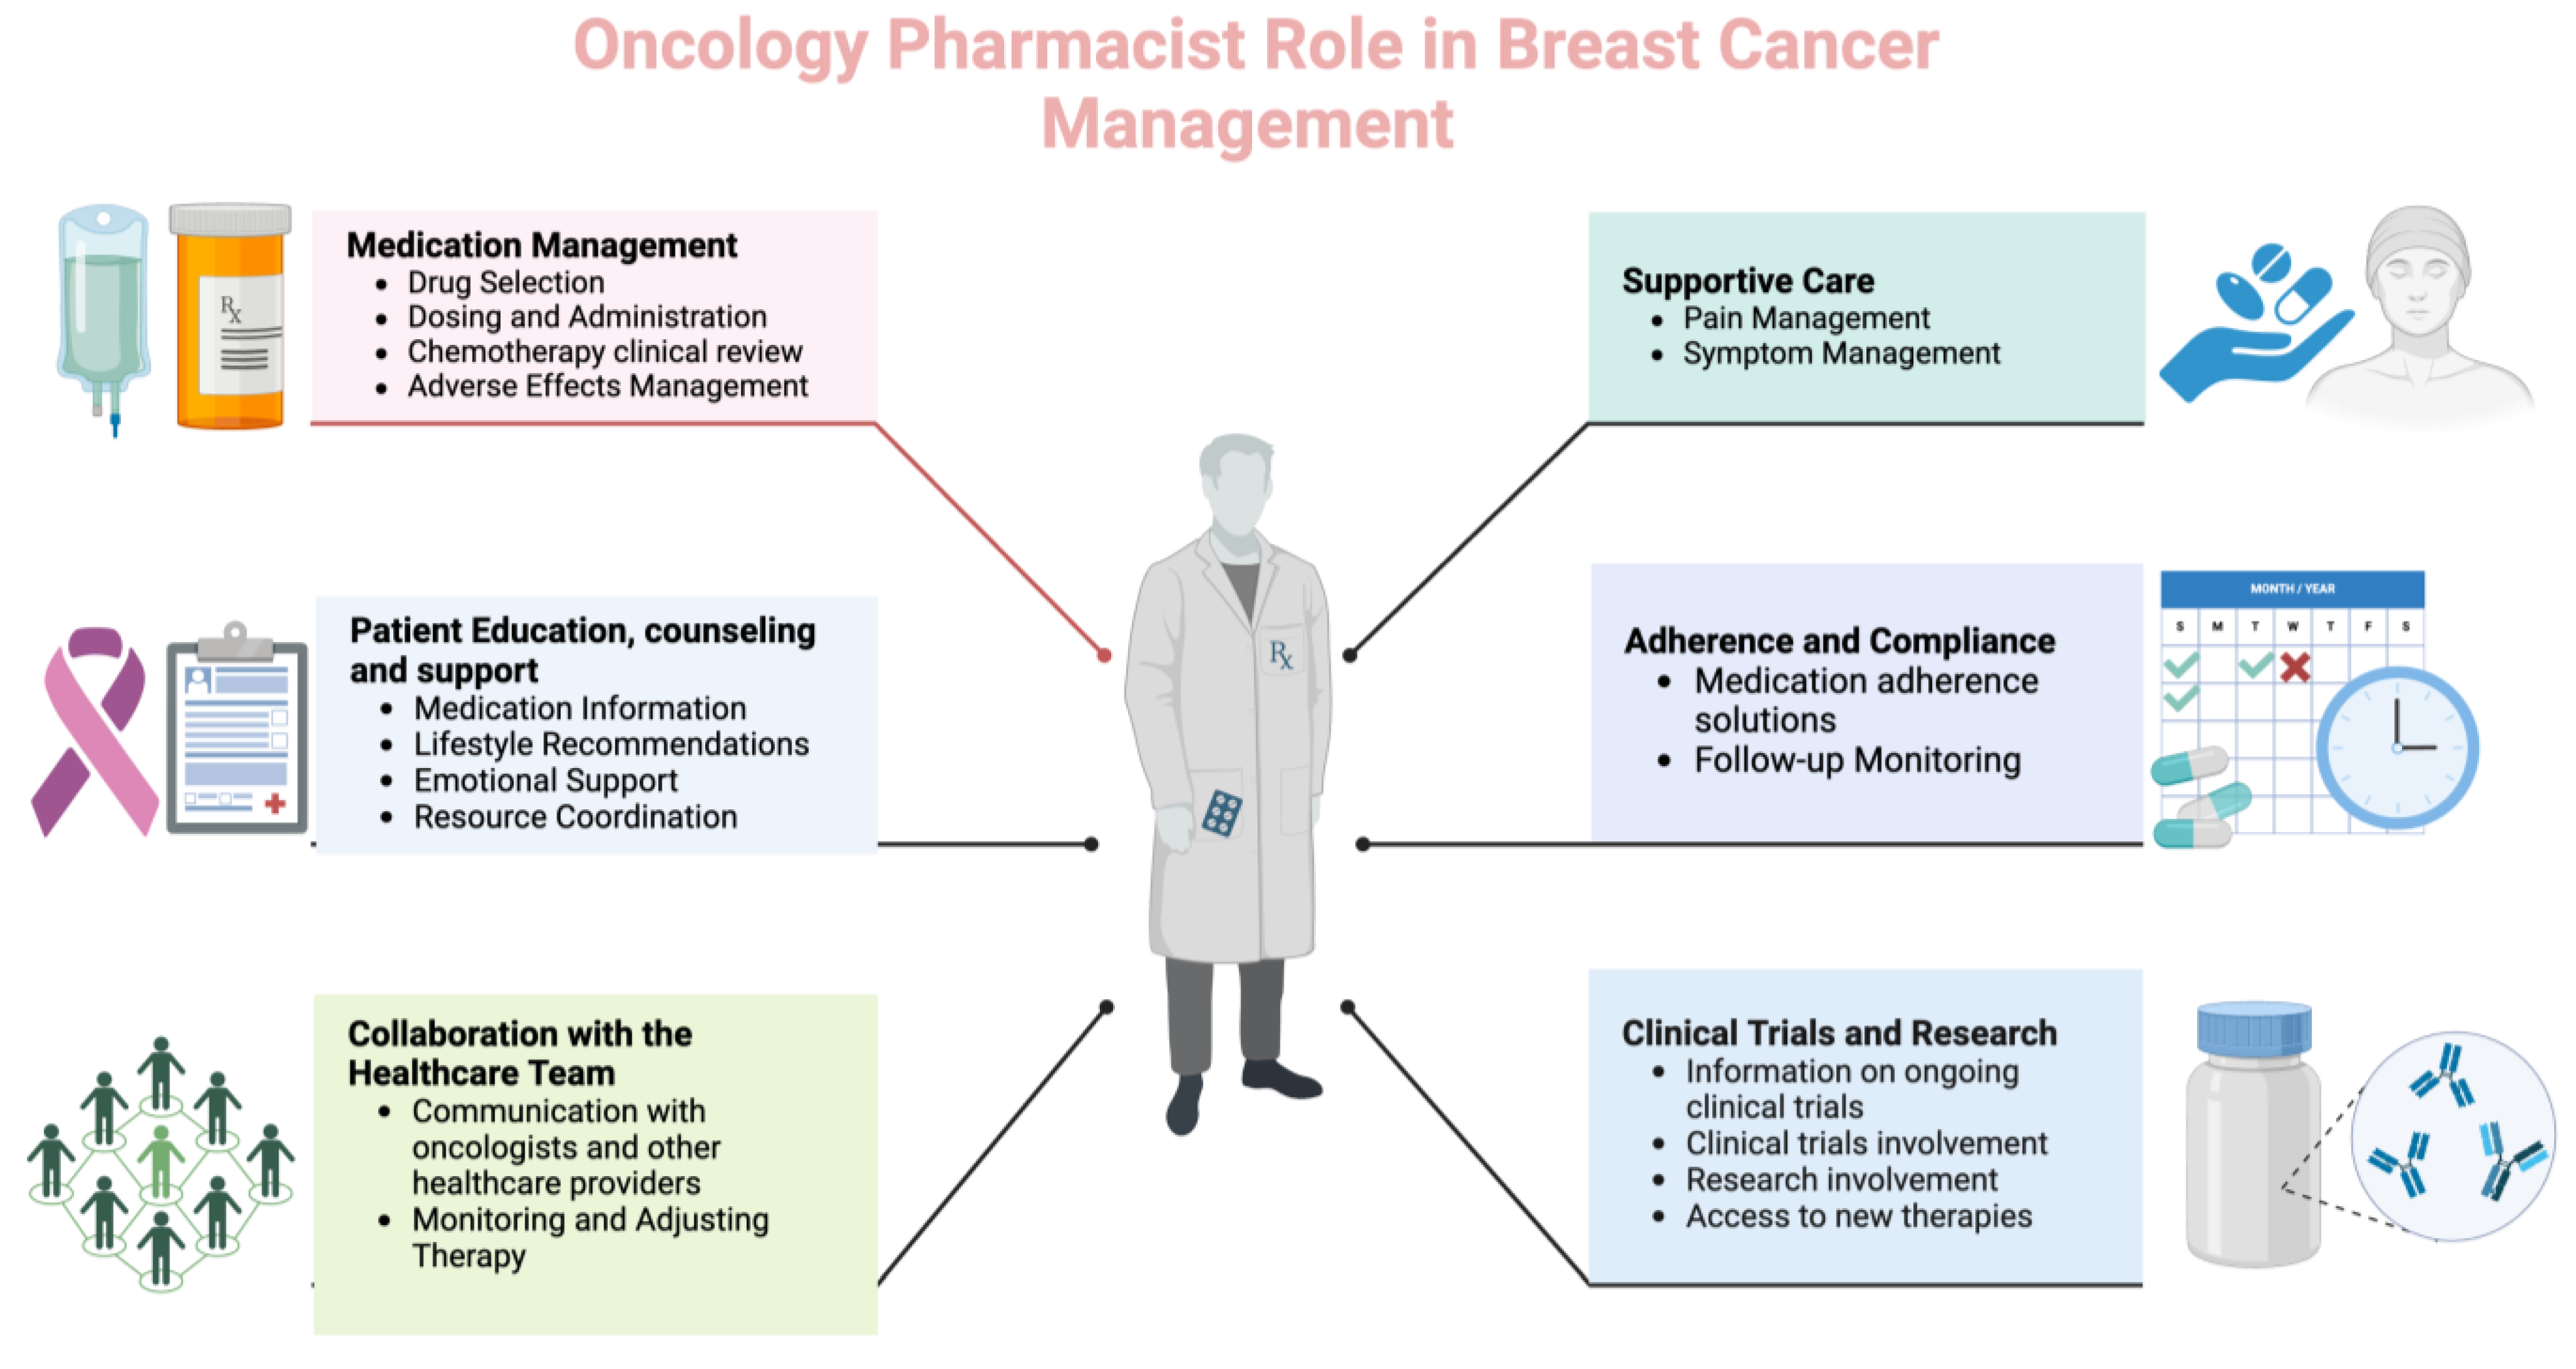 Oncology Pharmacist Role in Breast Cancer
Management
Medication Management
• Drug Selection
• Dosing and Administration
• Chemotherapy clinical review
• Adverse Effects Management
Rx
Patient Education, counseling
and support
• Medication Information
• Lifestyle Recommendations
• Emotional Support
• Resource Coordination
Collaboration with the
Healthcare Team
• Communication with
oncologists and other
healthcare providers
• Monitoring and Adjusting
Therapy
Rx
Supportive Care
• Pain Management
• Symptom Management
Adherence and Compliance
• Medication adherence
solutions
• Follow-up Monitoring
MONTH / YEAR
S M T W T F S
Clinical Trials and Research
• Information on ongoing
clinical trials
• Clinical trials involvement
• Research involvement
• Access to new therapies